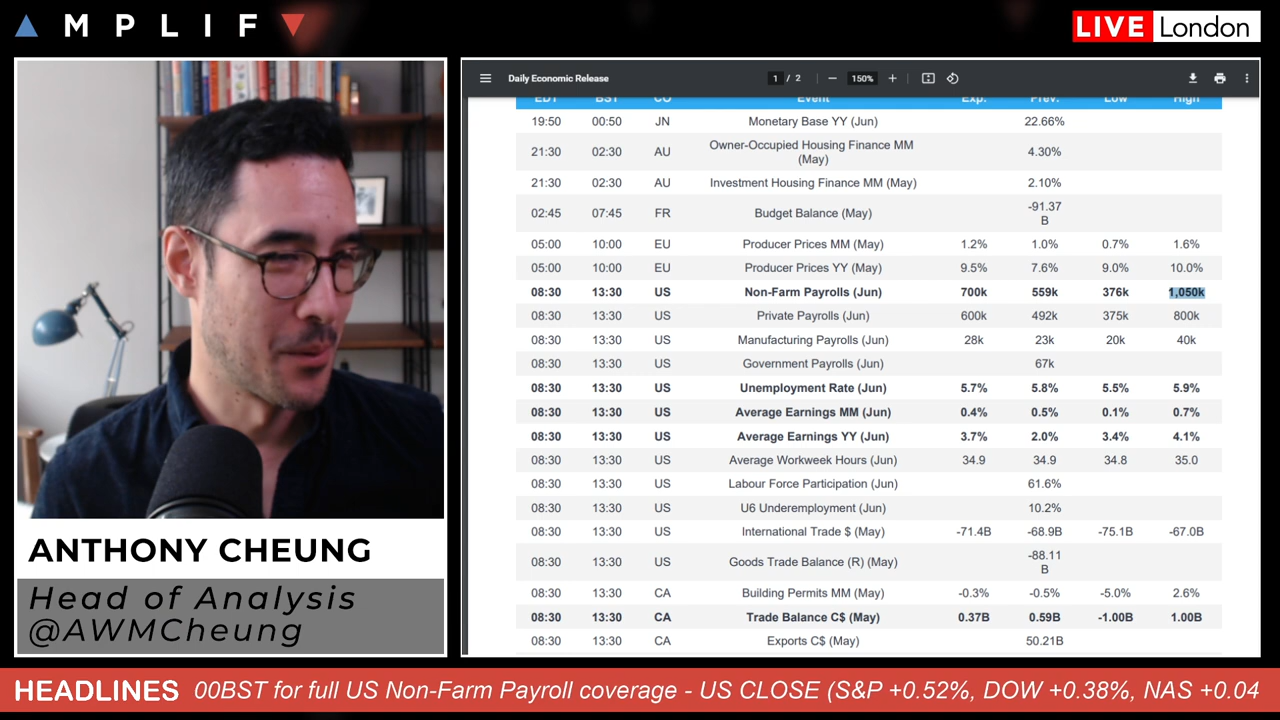 AMPLIFY
LIVE London
Daily Economic Release
1 / 2
150%
EDT BST CO Event Exp. Prev. Low High
19:50 00:50 JN Monetary Base YY (Jun) 22.66%
21:30 02:30 AU Owner-Occupied Housing Finance MM (May) 4.30%
21:30 02:30 AU Investment Housing Finance MM (May) 2.10%
02:45 07:45 FR Budget Balance (May) -91.37 B
05:00 10:00 EU Producer Prices MM (May) 1.2% 1.0% 0.7% 1.6%
05:00 10:00 EU Producer Prices YY (May) 9.5% 7.6% 9.0% 10.0%
08:30 13:30 US Non-Farm Payrolls (Jun) 700k 559k 376k 1,050k
08:30 13:30 US Private Payrolls (Jun) 600k 492k 375k 800k
08:30 13:30 US Manufacturing Payrolls (Jun) 28k 23k 20k 40k
08:30 13:30 US Government Payrolls (Jun) 67k
08:30 13:30 US Unemployment Rate (Jun) 5.7% 5.8% 5.5% 5.9%
08:30 13:30 US Average Earnings MM (Jun) 0.4% 0.5% 0.1% 0.7%
08:30 13:30 US Average Earnings YY (Jun) 3.7% 2.0% 3.4% 4.1%
08:30 13:30 US Average Workweek Hours (Jun) 34.9 34.9 34.8 35.0
08:30 13:30 US Labour Force Participation (Jun) 61.6%
08:30 13:30 US U6 Underemployment (Jun) 10.2%
08:30 13:30 US International Trade $ (May) -71.4B -68.9B -75.1B -67.0B
08:30 13:30 US Goods Trade Balance (R) (May) -88.11 B
08:30 13:30 CA Building Permits MM (May) -0.3% -0.5% -5.0% 2.6%
08:30 13:30 CA Trade Balance C$ (May) 0.37B 0.59B -1.00B 1.00B
08:30 13:30 CA Exports C$ (May) 50.21B
ANTHONY CHEUNG
Head of Analysis
@AWMCheung
HEADLINES 00BST for full US Non-Farm Payroll coverage - US CLOSE (S&P +0.52%, DOW +0.38%, NAS +0.04